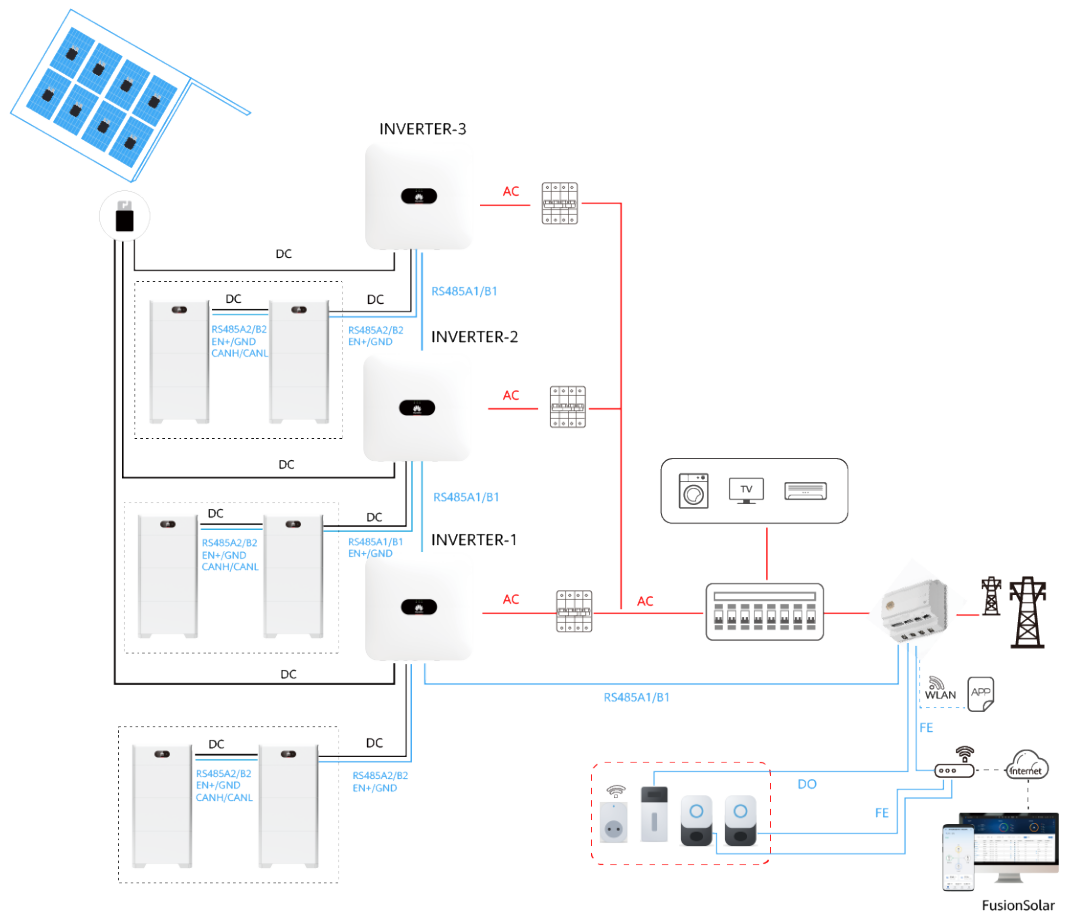 INVERTER-3
AC
DC
RS485A1/B1
DC
DC
RS485A2/B2
EN+/GND
CANH/CANL
RS485A2/B2
EN+/GND
INVERTER-2
AC
DC
RS485A1/B1
DC
DC
RS485A2/B2
EN+/GND
CANH/CANL
RS485A1/B1
EN+/GND
INVERTER-1
TV
AC
AC
DC
RS485A1/B1
WLAN
APP
FE
DC
DC
RS485A2/B2
EN+/GND
CANH/CANL
RS485A2/B2
EN+/GND
DO
Internet
FE
FusionSolar